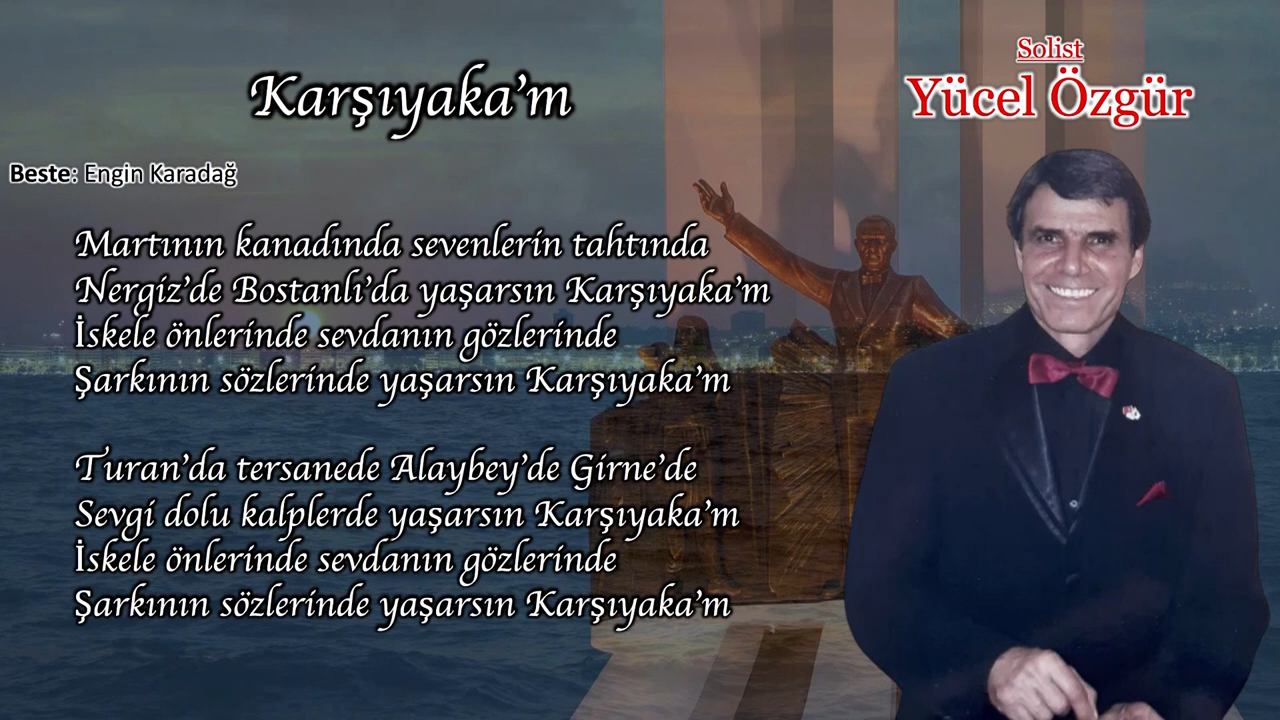 Karşıyaka'm
Solist
Yücel Özgür
Beste: Engin Karadağ
Martının kanadında sevenlerin tahtında
Nergiz'de Bostanlı'da yaşarsın Karşıyaka'm
İskele önlerinde sevdanın gözlerinde
Şarkının sözlerinde yaşarsın Karşıyaka'm
Turan'da tersanede Alaybey'de Girne'de
Sevgi dolu kalplerde yaşarsın Karşıyaka'm
İskele önlerinde sevdanın gözlerinde
Şarkının sözlerinde yaşarsın Karşıyaka'm